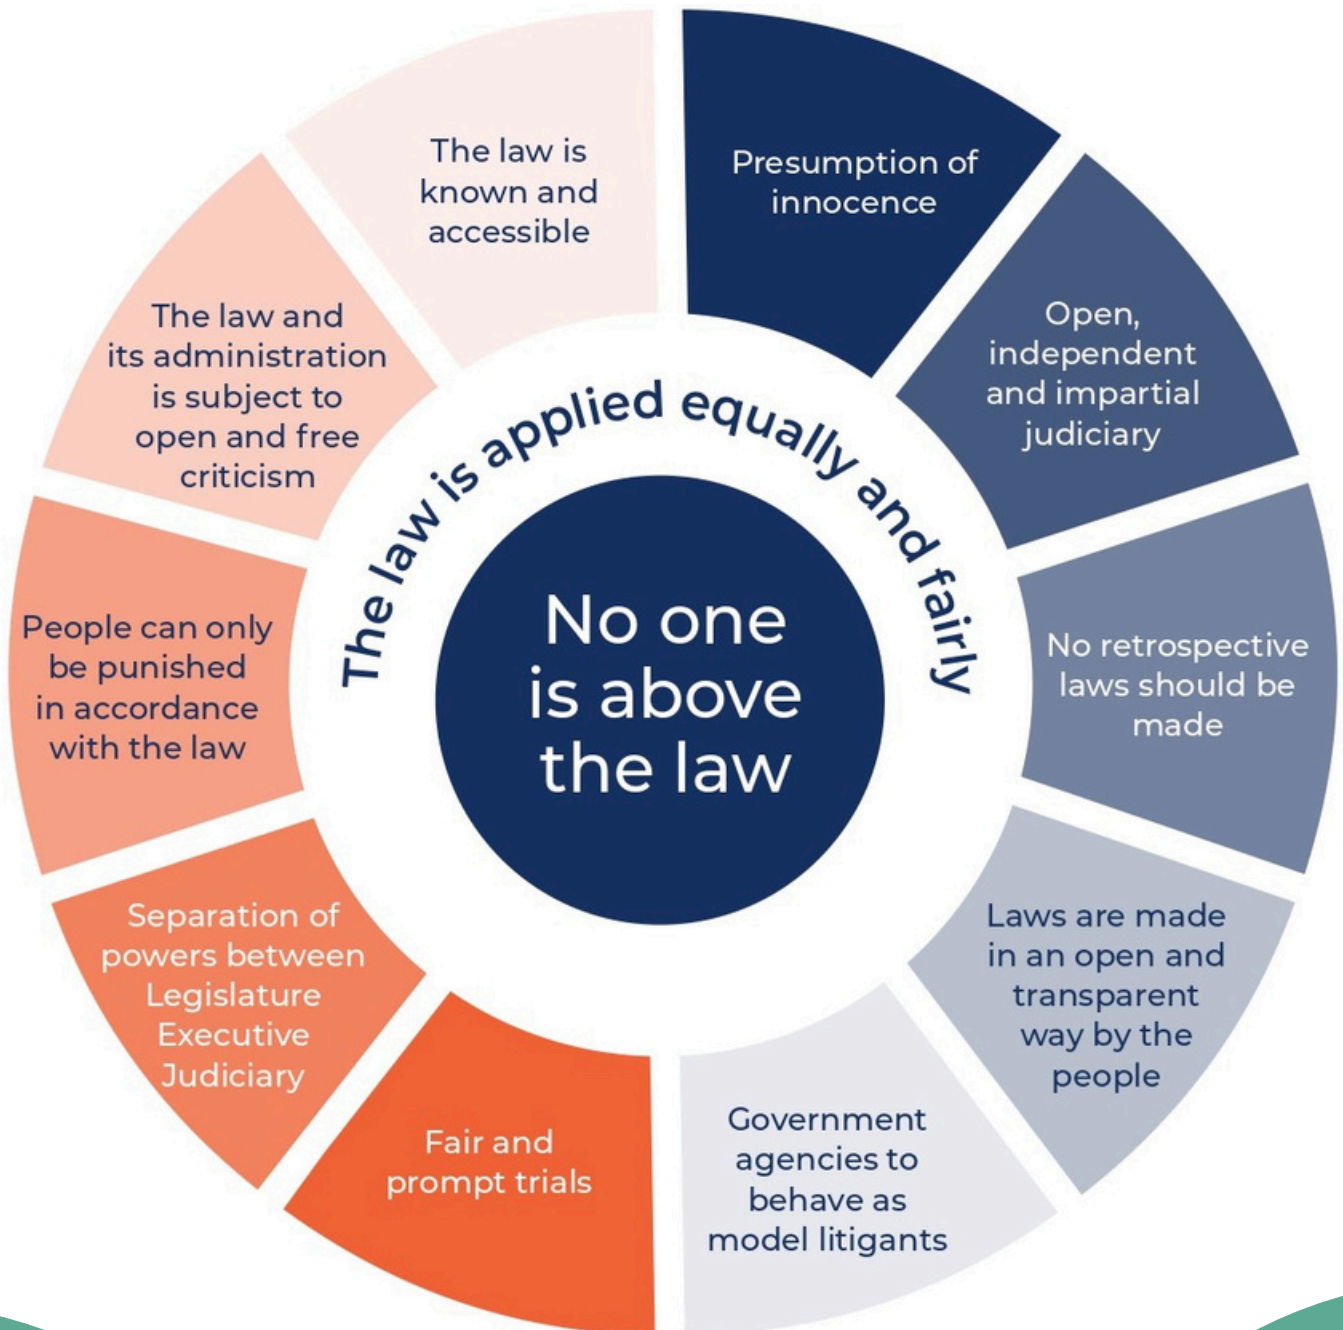 No one
is above
the law
The law is applied equally and fairly
Presumption of
innocence
Open,
independent
and impartial
judiciary
No retrospective
laws should be
made
Laws are made
in an open and
transparent
way by the
people
Government
agencies to
behave as
model litigants
Fair and
prompt trials
Separation of
powers between
Legislature
Executive
Judiciary
People can only
be punished
in accordance
with the law
The law and
its administration
is subject to
open and free
criticism
The law is
known and
accessible